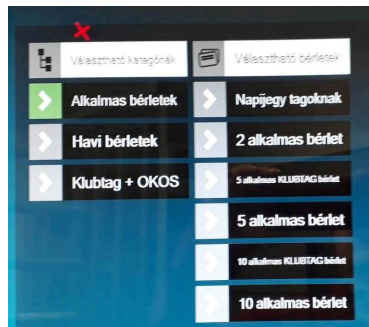 Választható kategóriák
Alkalmas bérletek
Havi bérletek
Klubtag + OKOS
Választható bérletek
Napijegy tagoknak
2 alkalmas bérlet
5 alkalmas KLUBTAG bérlet
5 alkalmas bérlet
10 alkalmas KLUBTAG bérlet
10 alkalmas bérlet